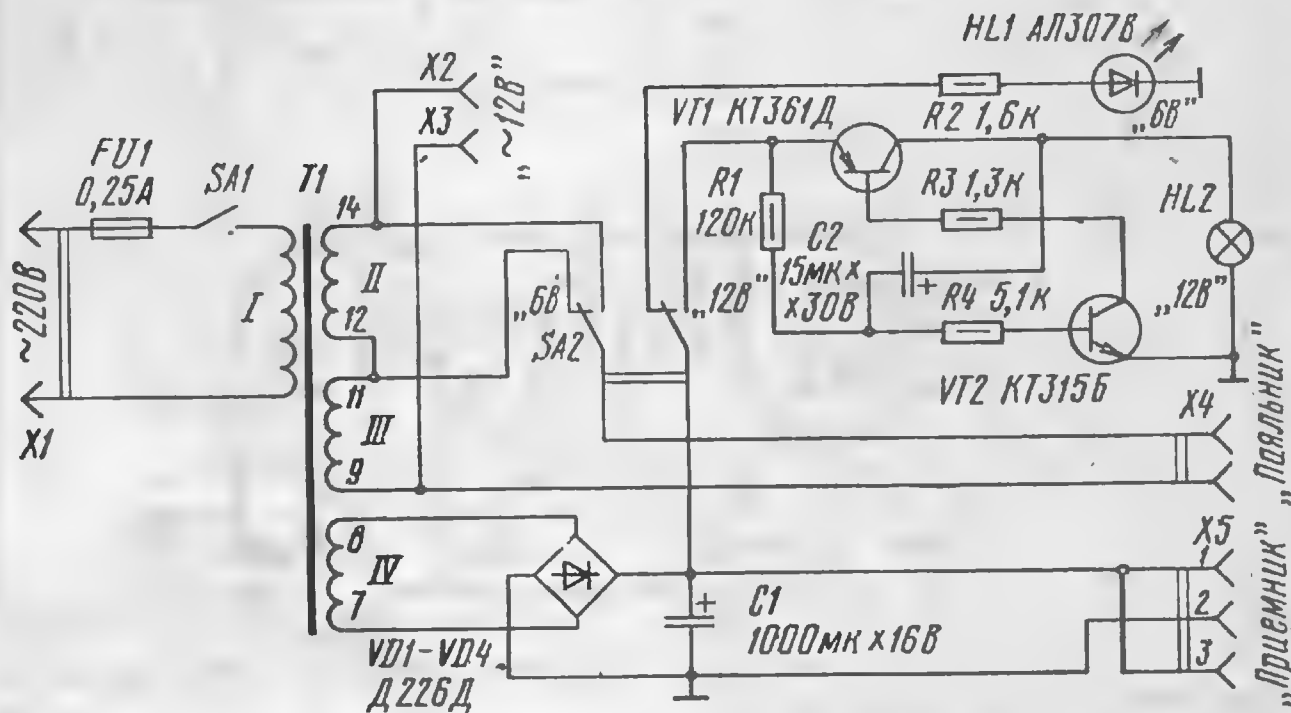 HL1 АЛ307В
X2
X3
„ ~12В”
VT1 КТ361Д
R2 1,6к
„6В”
FU1
0,25А
SA1
T1
14
R1
120к
R3 1,3к
HL2
C2
15мк×
×30В
~220В
I
II
12
„6В
SA2
„12В”
+
R4 5,1к
„12В”
VT2 КТ315Б
11
III
9
X1
X4
„Паяльник”
8
IV
7
+
C1
1000мк×16В
X5
1
2
3
„Приемник”
VD1-VD4
Д226Д